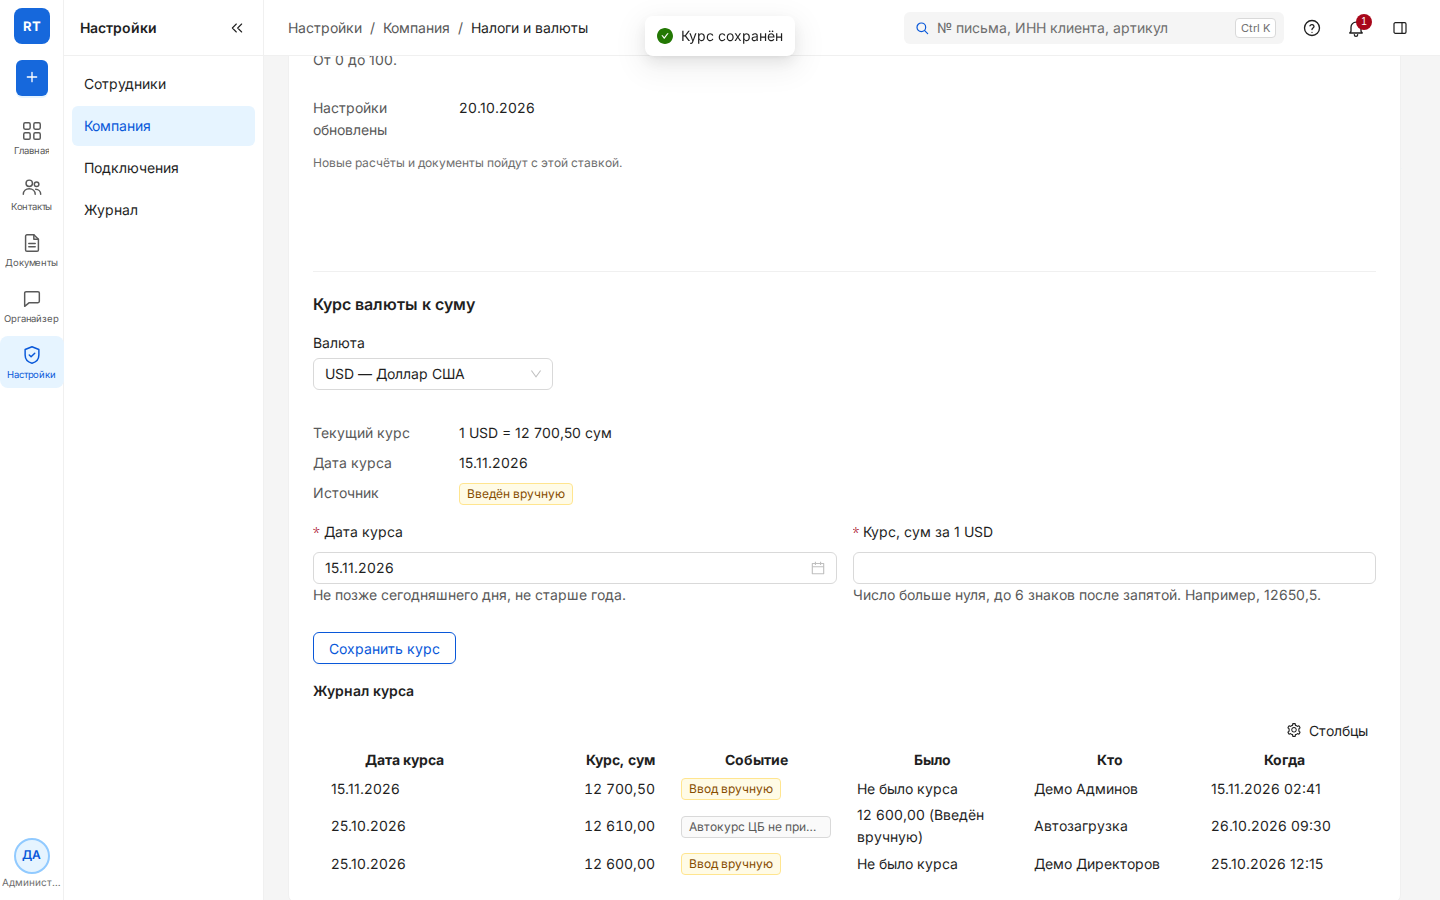 RT
Настройки
Настройки / Компания / Налоги и валюты
Курс сохранён
№ письма, ИНН клиента, артикул
Ctrl K
1
Главная
Контакты
Документы
Органайзер
Настройки
ДА
Админист...
Сотрудники
Компания
Подключения
Журнал
От 0 до 100.
Настройки обновлены
20.10.2026
Новые расчёты и документы пойдут с этой ставкой.
Курс валюты к суму
Валюта
USD — Доллар США
Текущий курс 1 USD = 12 700,50 сум
Дата курса 15.11.2026
Источник Введён вручную
* Дата курса
15.11.2026
Не позже сегодняшнего дня, не старше года.
* Курс, сум за 1 USD
Число больше нуля, до 6 знаков после запятой. Например, 12650,5.
Сохранить курс
Журнал курса
Столбцы
Дата курса Курс, сум Событие Было Кто Когда
15.11.2026 12 700,50 Ввод вручную Не было курса Демо Админов 15.11.2026 02:41
25.10.2026 12 610,00 Автокурс ЦБ не при... 12 600,00 (Введён вручную) Автозагрузка 26.10.2026 09:30
25.10.2026 12 600,00 Ввод вручную Не было курса Демо Директоров 25.10.2026 12:15